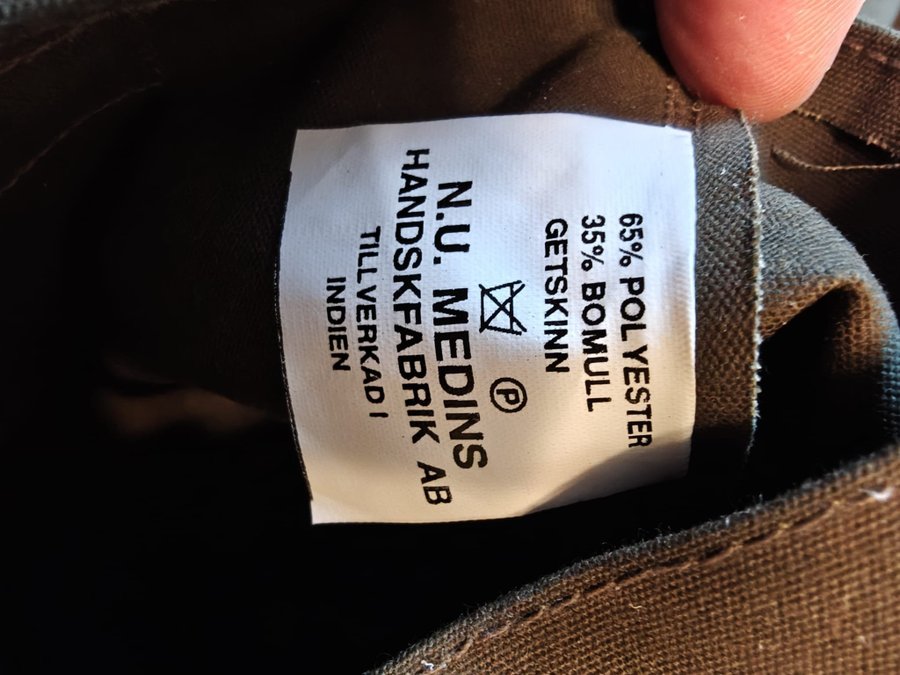 65% POLYESTER
35% BOMULL
GETSKINN
P
N.U. MEDINS
HANDSKFABRIK AB
TILLVERKAD I
INDIEN